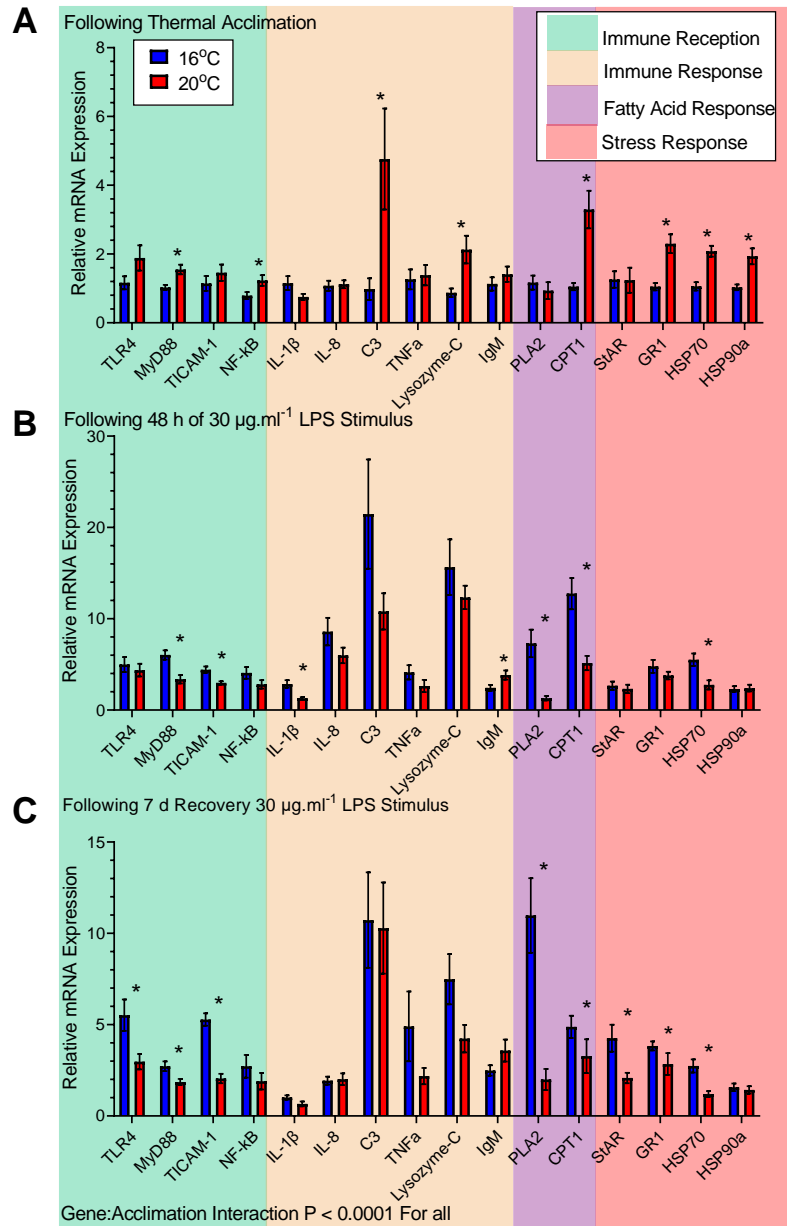 A
Following Thermal Acclimation
16°C
20°C
Immune Reception
Immune Response
Fatty Acid Response
Stress Response
Relative mRNA Expression
8
6
4
2
0
* * * * * * * *
TLR4 MyD88 TICAM-1 NF-kB IL-1β IL-8 C3 TNFa Lysozyme-C IgM PLA2 CPT1 StAR GR1 HSP70 HSP90a
B
Following 48 h of 30 µg.ml⁻¹ LPS Stimulus
Relative mRNA Expression
30
20
10
0
* * * * * * *
TLR4 MyD88 TICAM-1 NF-kB IL-1β IL-8 C3 TNFa Lysozyme-C IgM PLA2 CPT1 StAR GR1 HSP70 HSP90a
C
Following 7 d Recovery 30 µg.ml⁻¹ LPS Stimulus
Relative mRNA Expression
15
10
5
0
* * * * * * * *
TLR4 MyD88 TICAM-1 NF-kB IL-1β IL-8 C3 TNFa Lysozyme-C IgM PLA2 CPT1 StAR GR1 HSP70 HSP90a
Gene:Acclimation Interaction P < 0.0001 For all